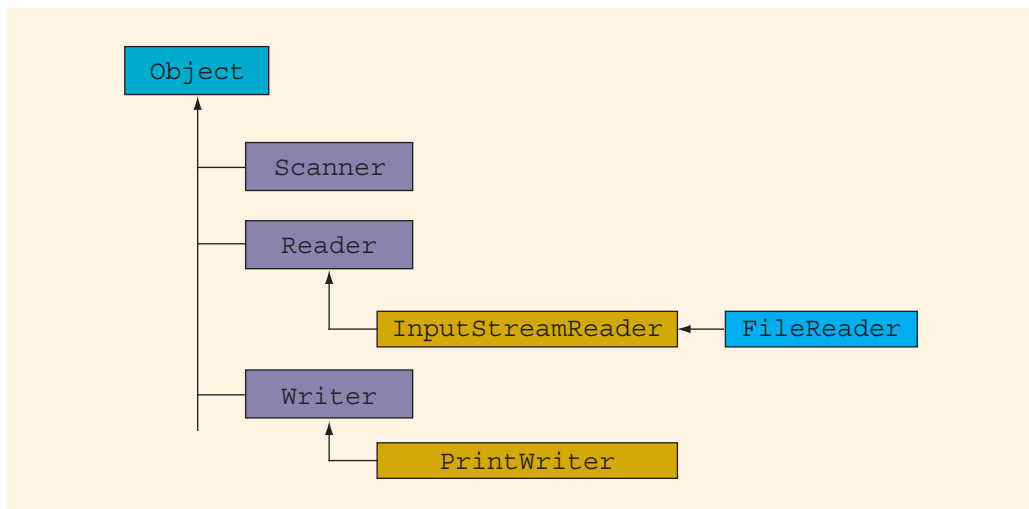 Object
Scanner
Reader
InputStreamReader
FileReader
Writer
PrintWriter